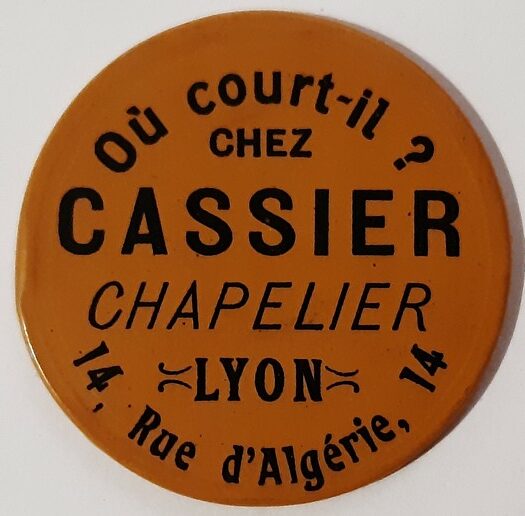 Où court-il ?
CHEZ
CASSIER
CHAPELIER
LYON
14, Rue d'Algérie, 14